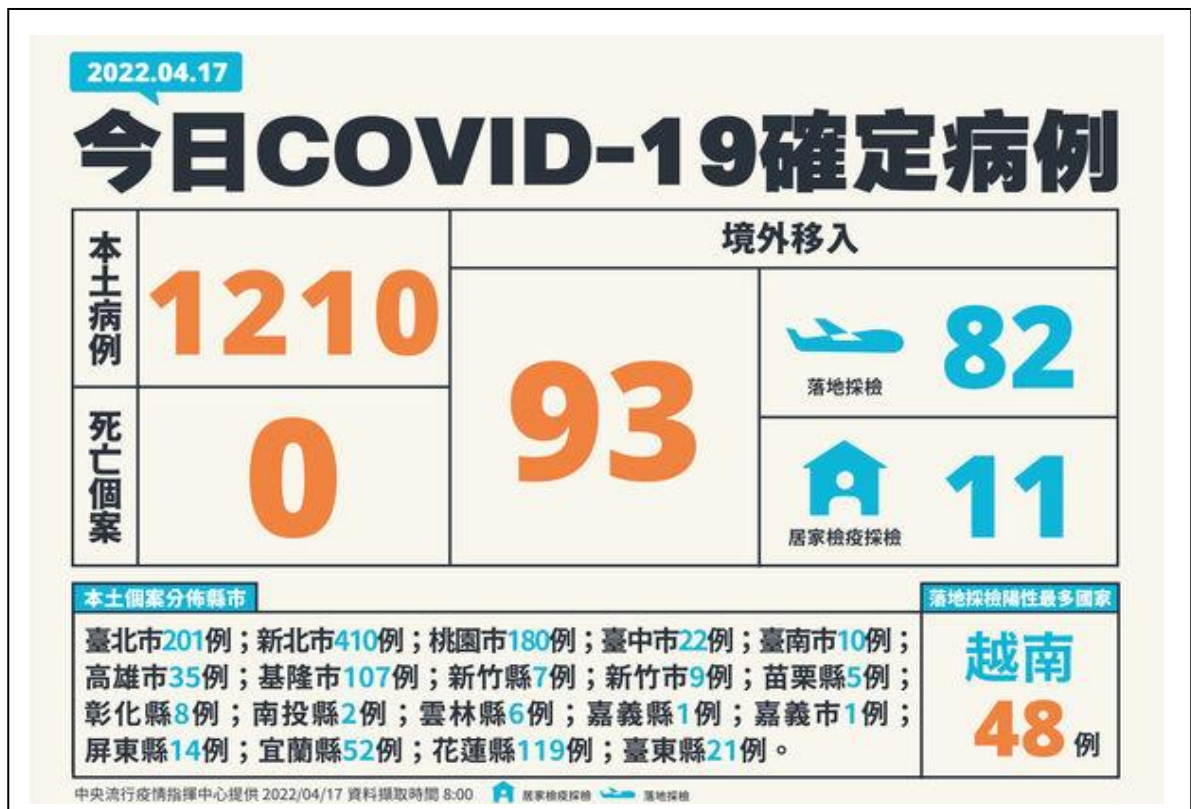 2022.04.17
今日COVID-19確定病例
本土病例
1210
死亡個案
0
境外移入
93
落地採檢
82
居家檢疫採檢
11
本土個案分佈縣市
臺北市201例；新北市410例；桃園市180例；臺中市22例；臺南市10例；
高雄市35例；基隆市107例；新竹縣7例；新竹市9例；苗栗縣5例；
彰化縣8例；南投縣2例；雲林縣6例；嘉義縣1例；嘉義市1例；
屏東縣14例；宜蘭縣52例；花蓮縣119例；臺東縣21例。
落地採檢陽性最多國家
越南
48例
中央流行疫情指揮中心提供 2022/04/17 資料擷取時間 8:00 居家檢疫採檢 落地採檢